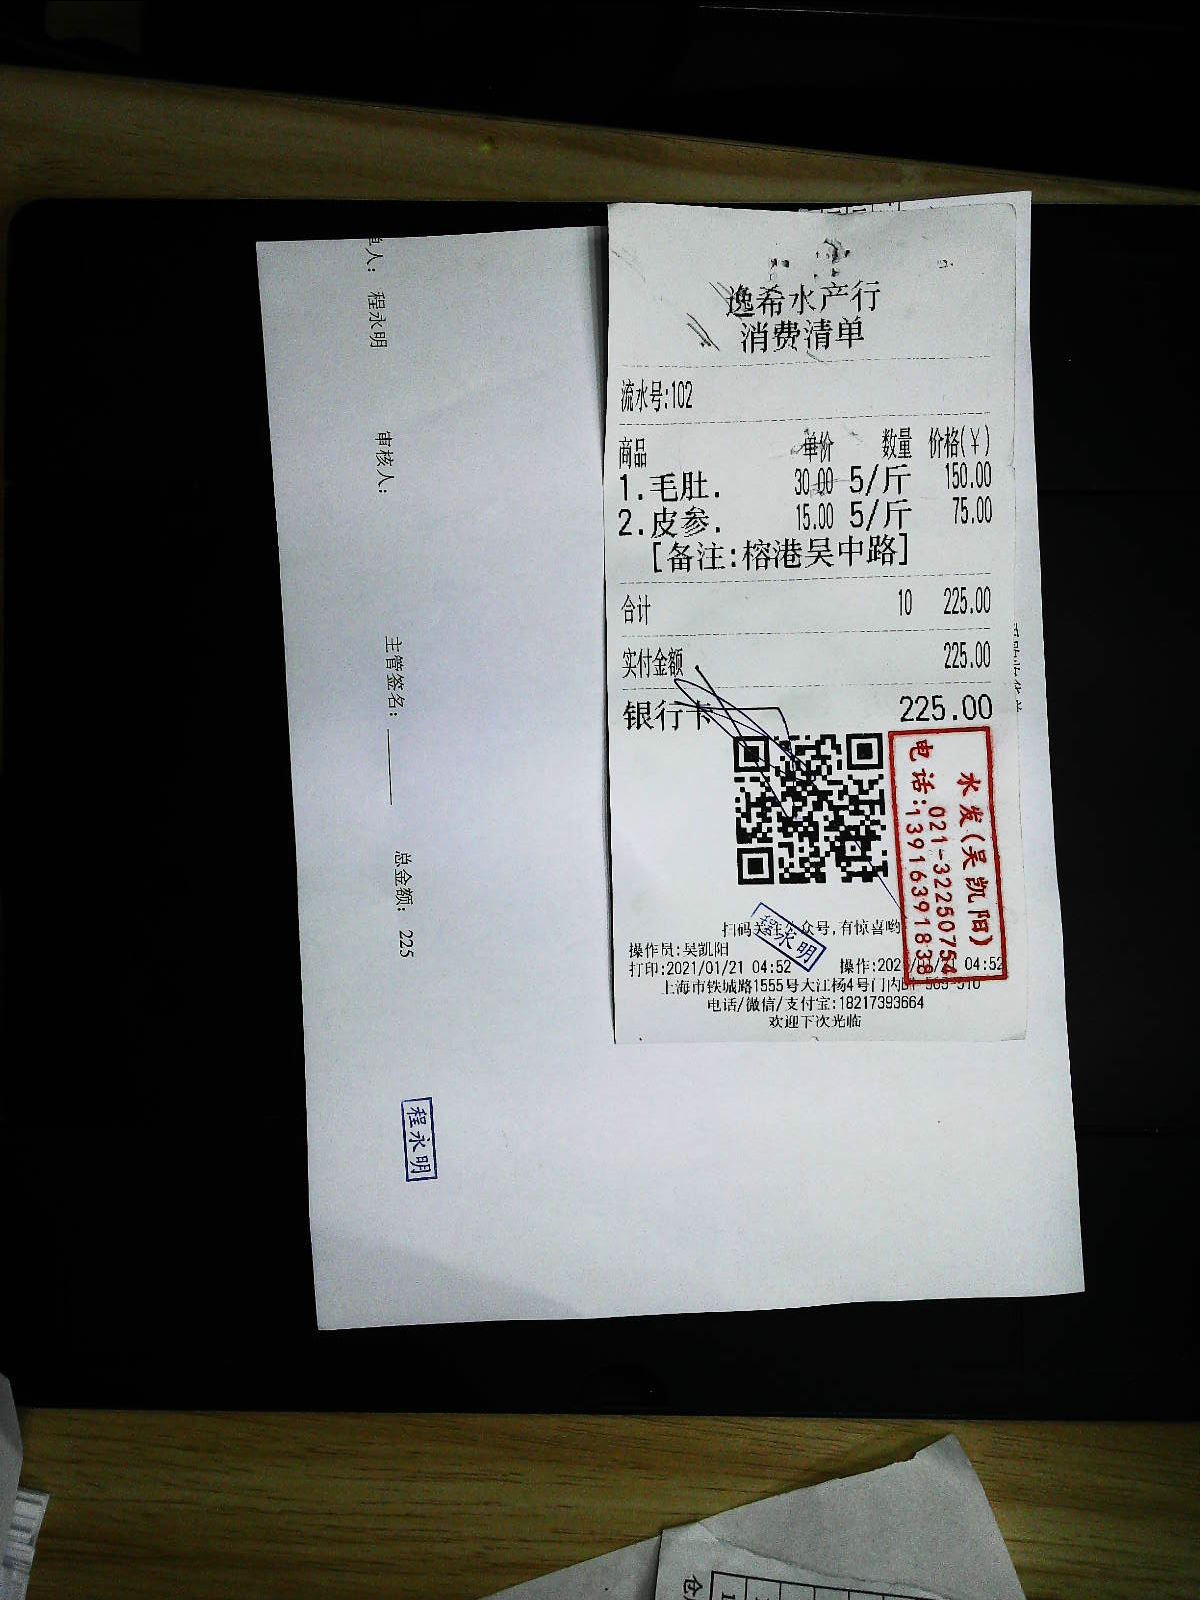 逸希水产行
消费清单
流水号:102
商品 单价 数量 价格(￥)
1.毛肚. 30.00 5/斤 150.00
2.皮参. 15.00 5/斤 75.00
[备注:榕港吴中路]
合计 10 225.00
实付金额 225.00
银行卡 225.00
水发(吴凯阳)
电话:021-32250754
13916391838
扫码关注公众号,有惊喜哟
程永明
操作员:吴凯阳
打印:2021/01/21 04:52 操作:2021/01/21 04:52
上海市铁城路1555号大江杨4号门内
电话/微信/支付宝:18217393664
欢迎下次光临
人: 程永明 审核人: 主管签名: 总金额: 225
程永明